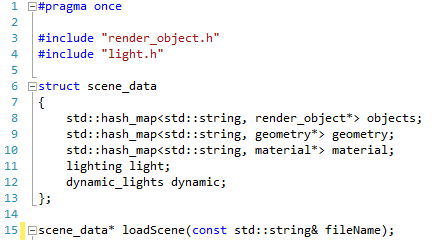 1 #pragma once
2
3 #include "render_object.h"
4 #include "light.h"
5
6 struct scene_data
7 {
8 std::hash_map<std::string, render_object*> objects;
9 std::hash_map<std::string, geometry*> geometry;
10 std::hash_map<std::string, material*> material;
11 lighting light;
12 dynamic_lights dynamic;
13 };
14
15 scene_data* loadScene(const std::string& fileName);